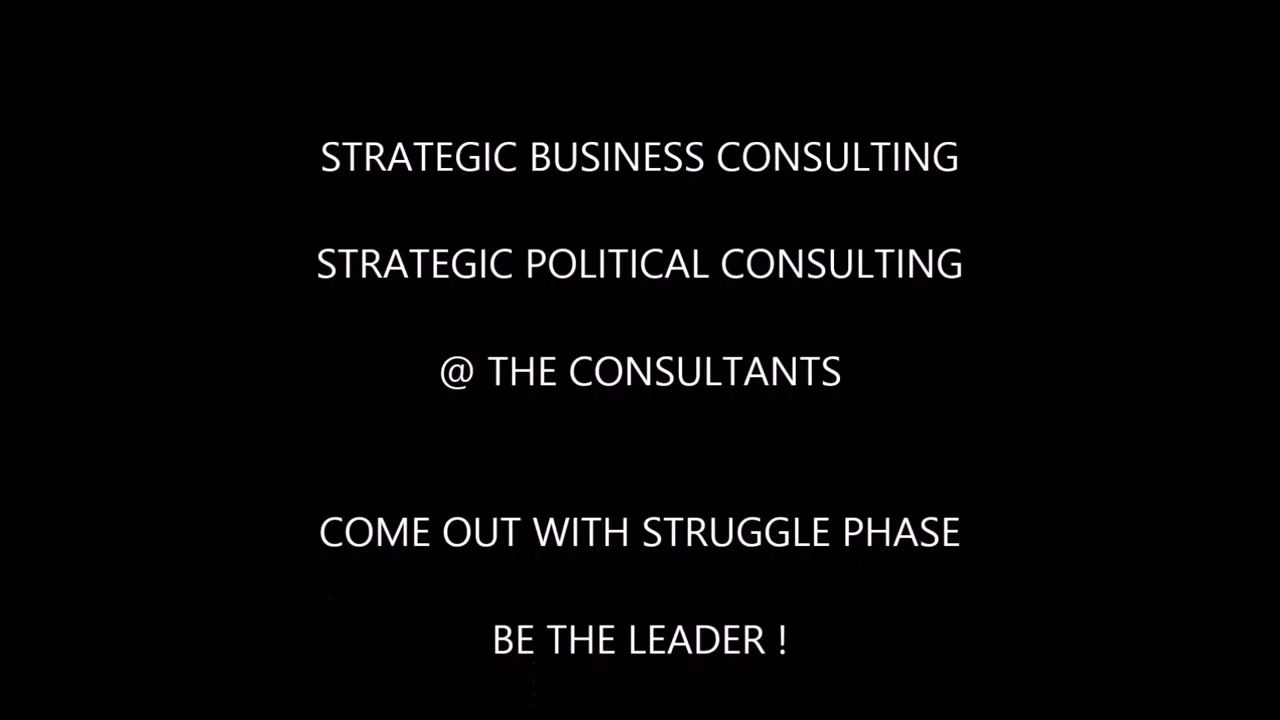 STRATEGIC BUSINESS CONSULTING
STRATEGIC POLITICAL CONSULTING
@ THE CONSULTANTS
COME OUT WITH STRUGGLE PHASE
BE THE LEADER !